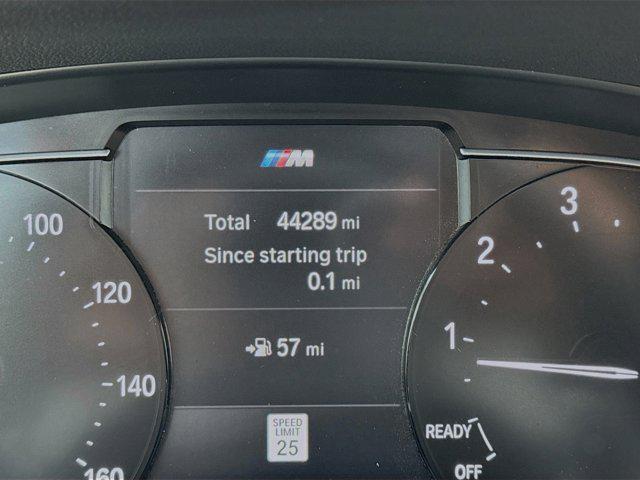 M
Total 44289 mi
Since starting trip
0.1 mi
57 mi
SPEED
LIMIT
25
100
120
140
160
3
2
1
READY
OFF